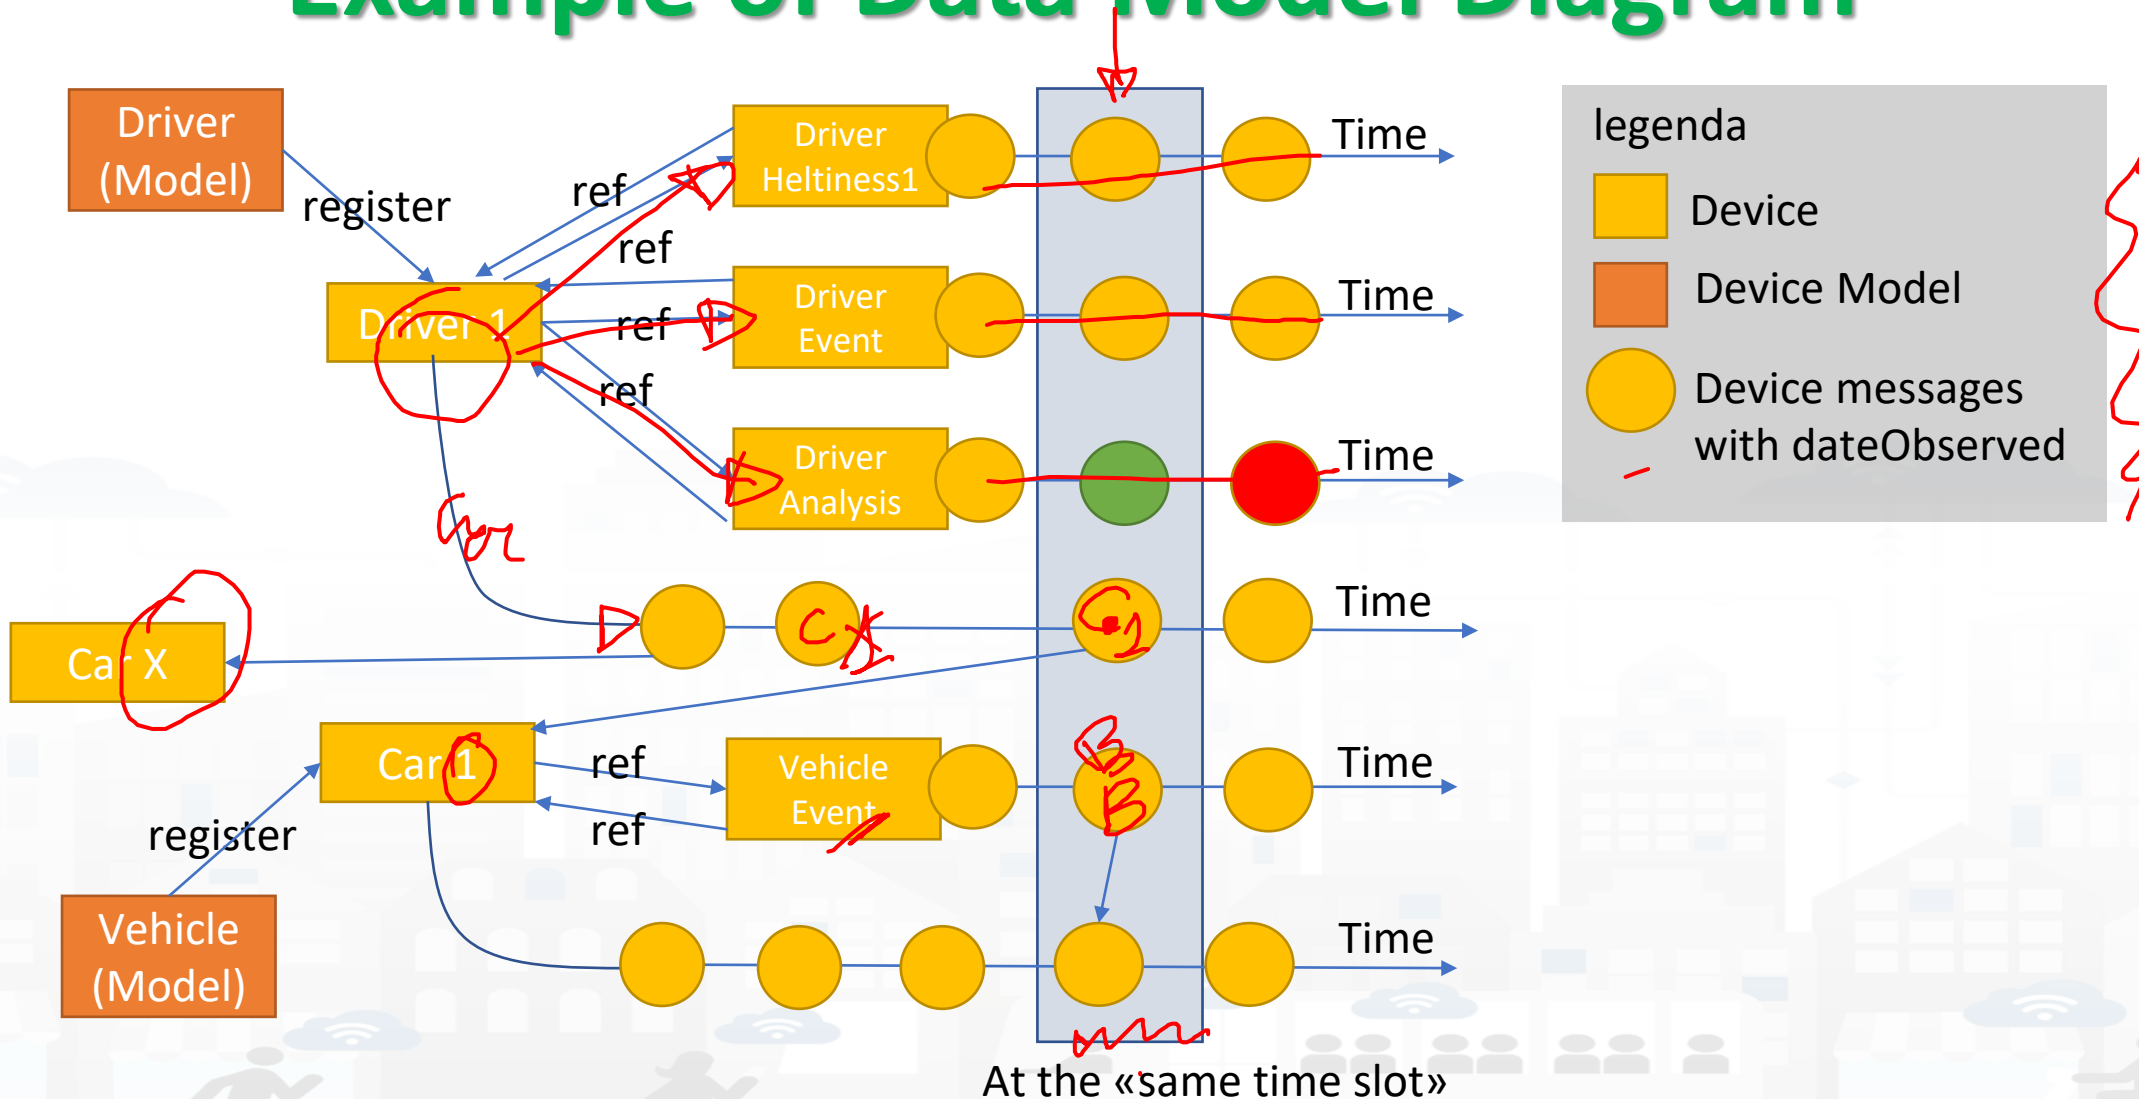 Example of Data Model Diagram
Driver
(Model)
register
ref
ref
ref
ref
Driver 1
Driver
Heltiness1
Time
Driver
Event
Time
Driver
Analysis
Time
legenda
Device
Device Model
Device messages
with dateObserved
Car X
C
Time
Car 1
ref
ref
Vehicle
Event
B
B
Time
register
Vehicle
(Model)
Time
At the «same time slot»